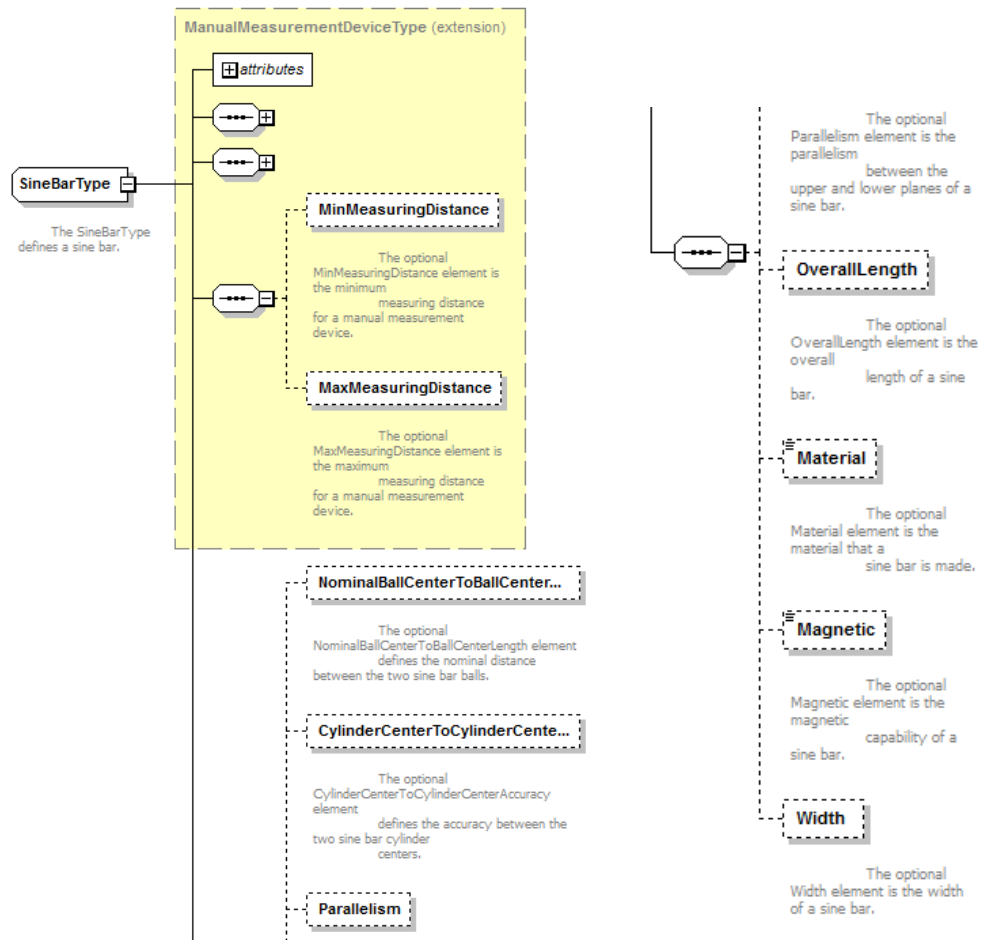 ManualMeasurementDeviceType (extension)
attributes
SineBarType
The SineBarType
defines a sine bar.
MinMeasuringDistance
The optional
MinMeasuringDistance element is
the minimum
measuring distance
for a manual measurement
device.
MaxMeasuringDistance
The optional
MaxMeasuringDistance element is
the maximum
measuring distance
for a manual measurement
device.
NominalBallCenterToBallCenter...
The optional
NominalBallCenterToBallCenterLength element
defines the nominal distance
between the two sine bar balls.
CylinderCenterToCylinderCente...
The optional
CylinderCenterToCylinderCenterAccuracy
element
defines the accuracy between the
two sine bar cylinder
centers.
Parallelism
The optional
Parallelism element is the
parallelism
between the
upper and lower planes of a
sine bar.
OverallLength
The optional
OverallLength element is the
overall
length of a sine
bar.
Material
The optional
Material element is the
material that a
sine bar is made.
Magnetic
The optional
Magnetic element is the
magnetic
capability of a
sine bar.
Width
The optional
Width element is the width
of a sine bar.